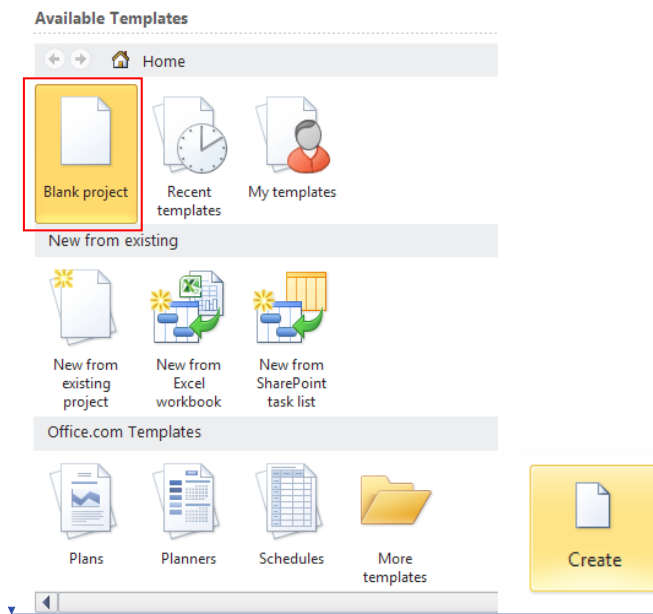 Available Templates
Home
Blank project
Recent
templates
My templates
New from existing
New from
existing
project
New from
Excel
workbook
New from
SharePoint
task list
Office.com Templates
Plans
Planners
Schedules
More
templates
Create